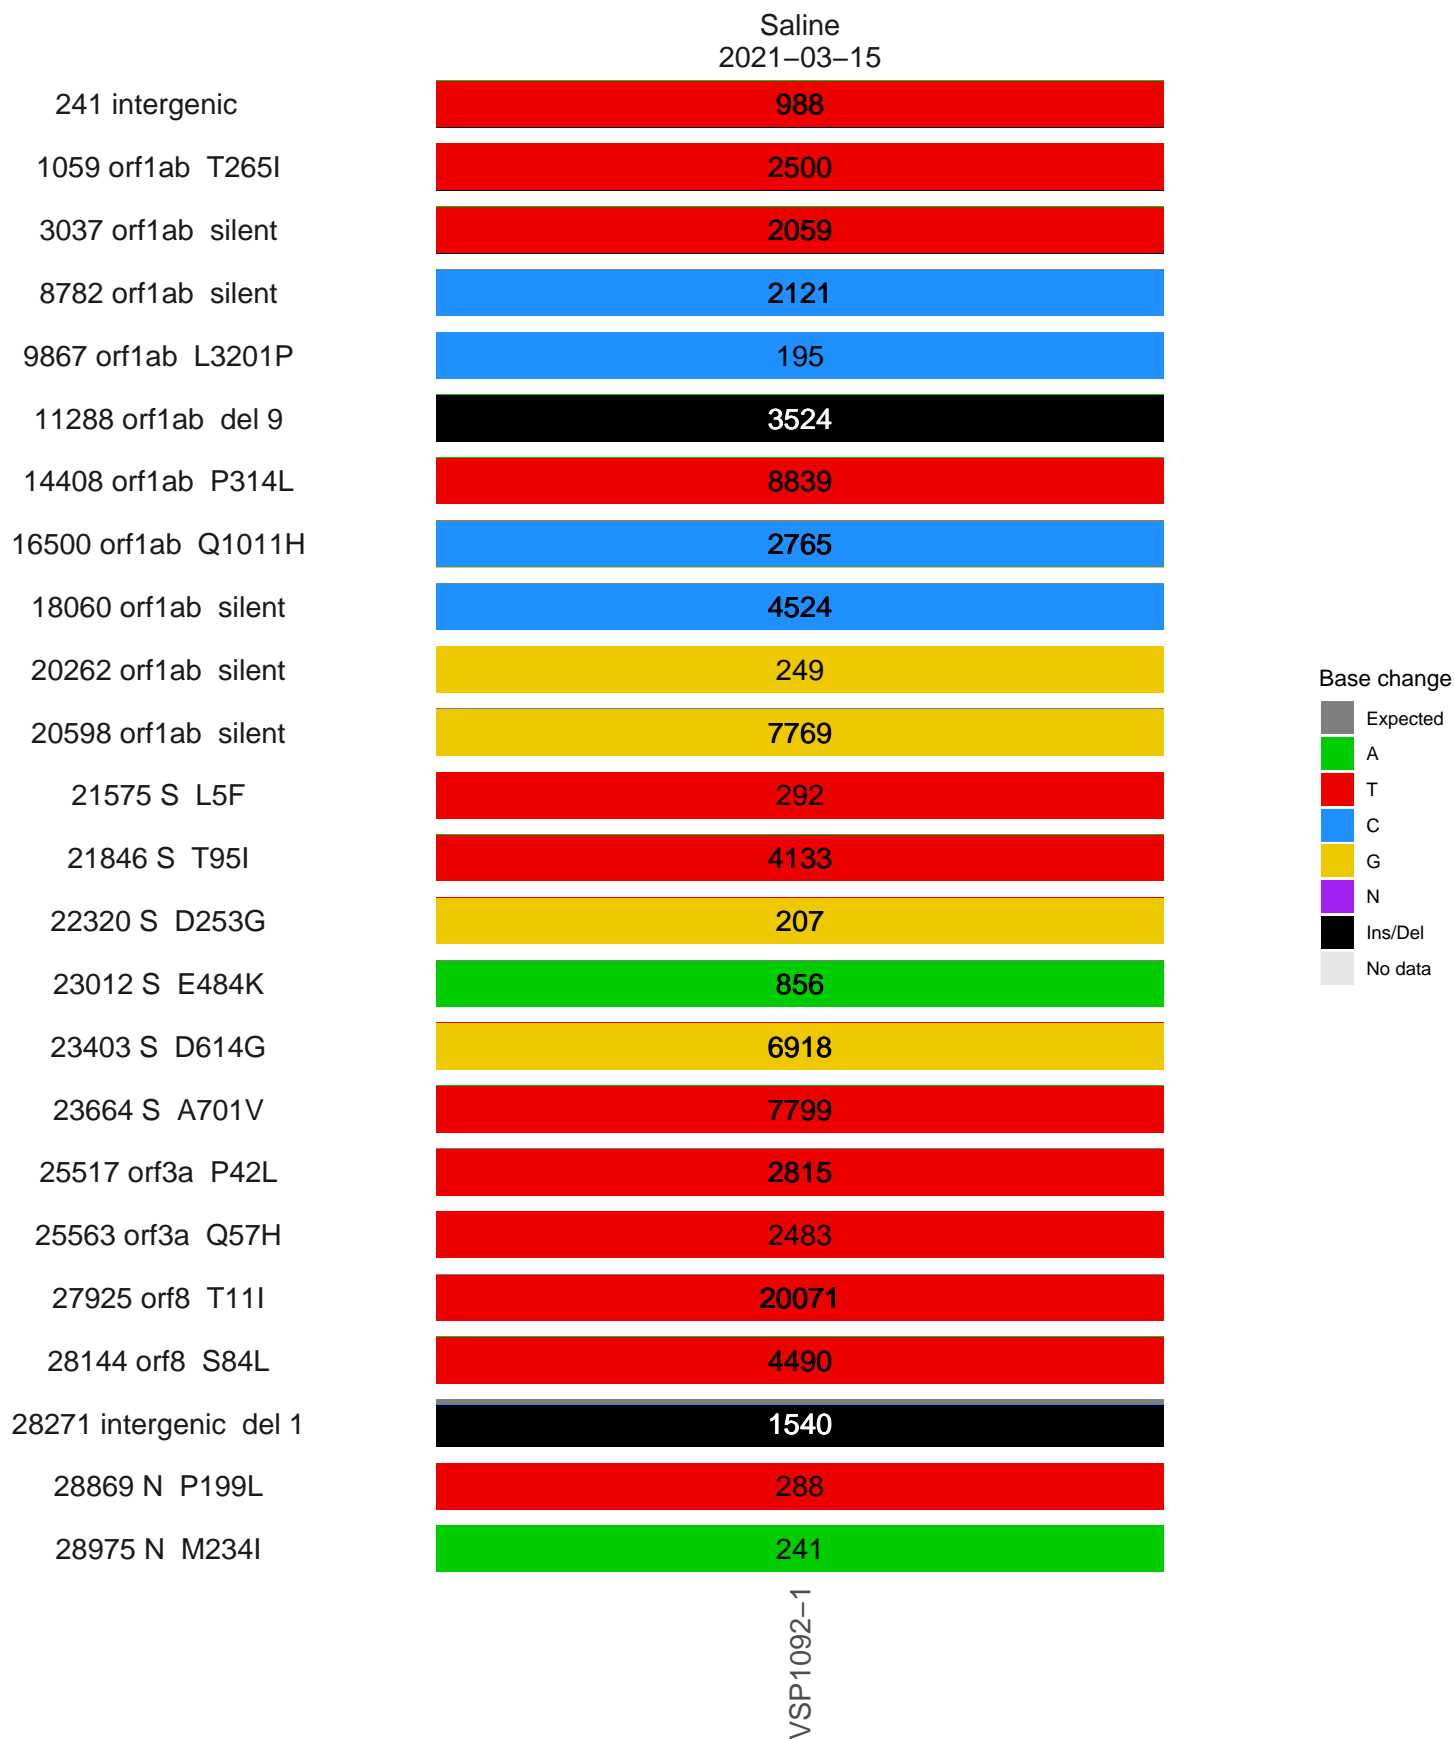 Saline
2021−03−15
241 intergenic 988
1059 orf1ab T265I 2500
3037 orf1ab silent 2059
8782 orf1ab silent 2121
9867 orf1ab L3201P 195
11288 orf1ab del 9 3524
14408 orf1ab P314L 8839
16500 orf1ab Q1011H 2765
18060 orf1ab silent 4524
20262 orf1ab silent 249
20598 orf1ab silent 7769
21575 S L5F 292
21846 S T95I 4133
22320 S D253G 207
23012 S E484K 856
23403 S D614G 6918
23664 S A701V 7799
25517 orf3a P42L 2815
25563 orf3a Q57H 2483
27925 orf8 T11I 20071
28144 orf8 S84L 4490
28271 intergenic del 1 1540
28869 N P199L 288
28975 N M234I 241
VSP1092−1
Base change
Expected
A
T
C
G
N
Ins/Del
No data